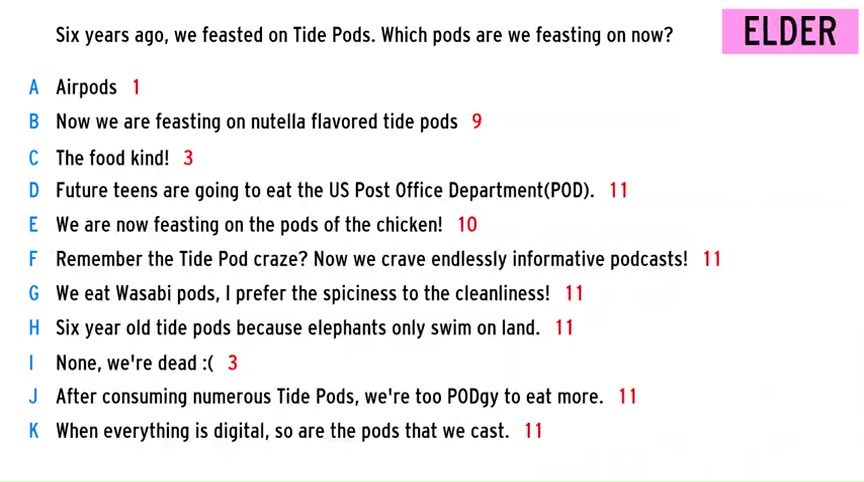 Six years ago, we feasted on Tide Pods. Which pods are we feasting on now?
ELDER
A Airpods 1
B Now we are feasting on nutella flavored tide pods 9
C The food kind! 3
D Future teens are going to eat the US Post Office Department(POD). 11
E We are now feasting on the pods of the chicken! 10
F Remember the Tide Pod craze? Now we crave endlessly informative podcasts! 11
G We eat Wasabi pods, I prefer the spiciness to the cleanliness! 11
H Six year old tide pods because elephants only swim on land. 11
I None, we're dead :( 3
J After consuming numerous Tide Pods, we're too PODgy to eat more. 11
K When everything is digital, so are the pods that we cast. 11